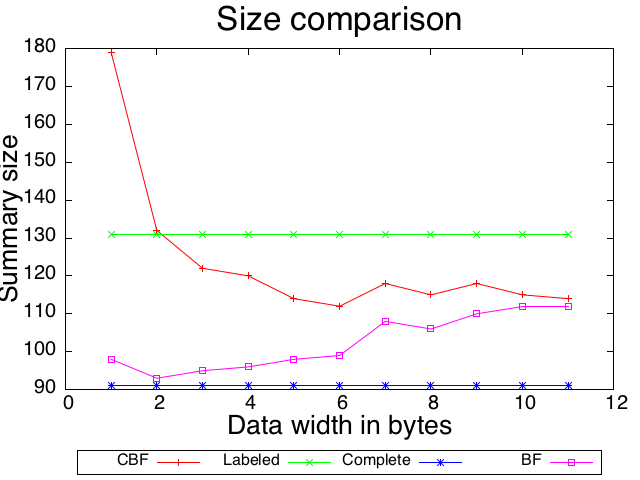 Size comparison
180
170
160
150
140
130
120
110
100
90
Summary size
0 2 4 6 8 10 12
Data width in bytes
CBF Labeled Complete BF